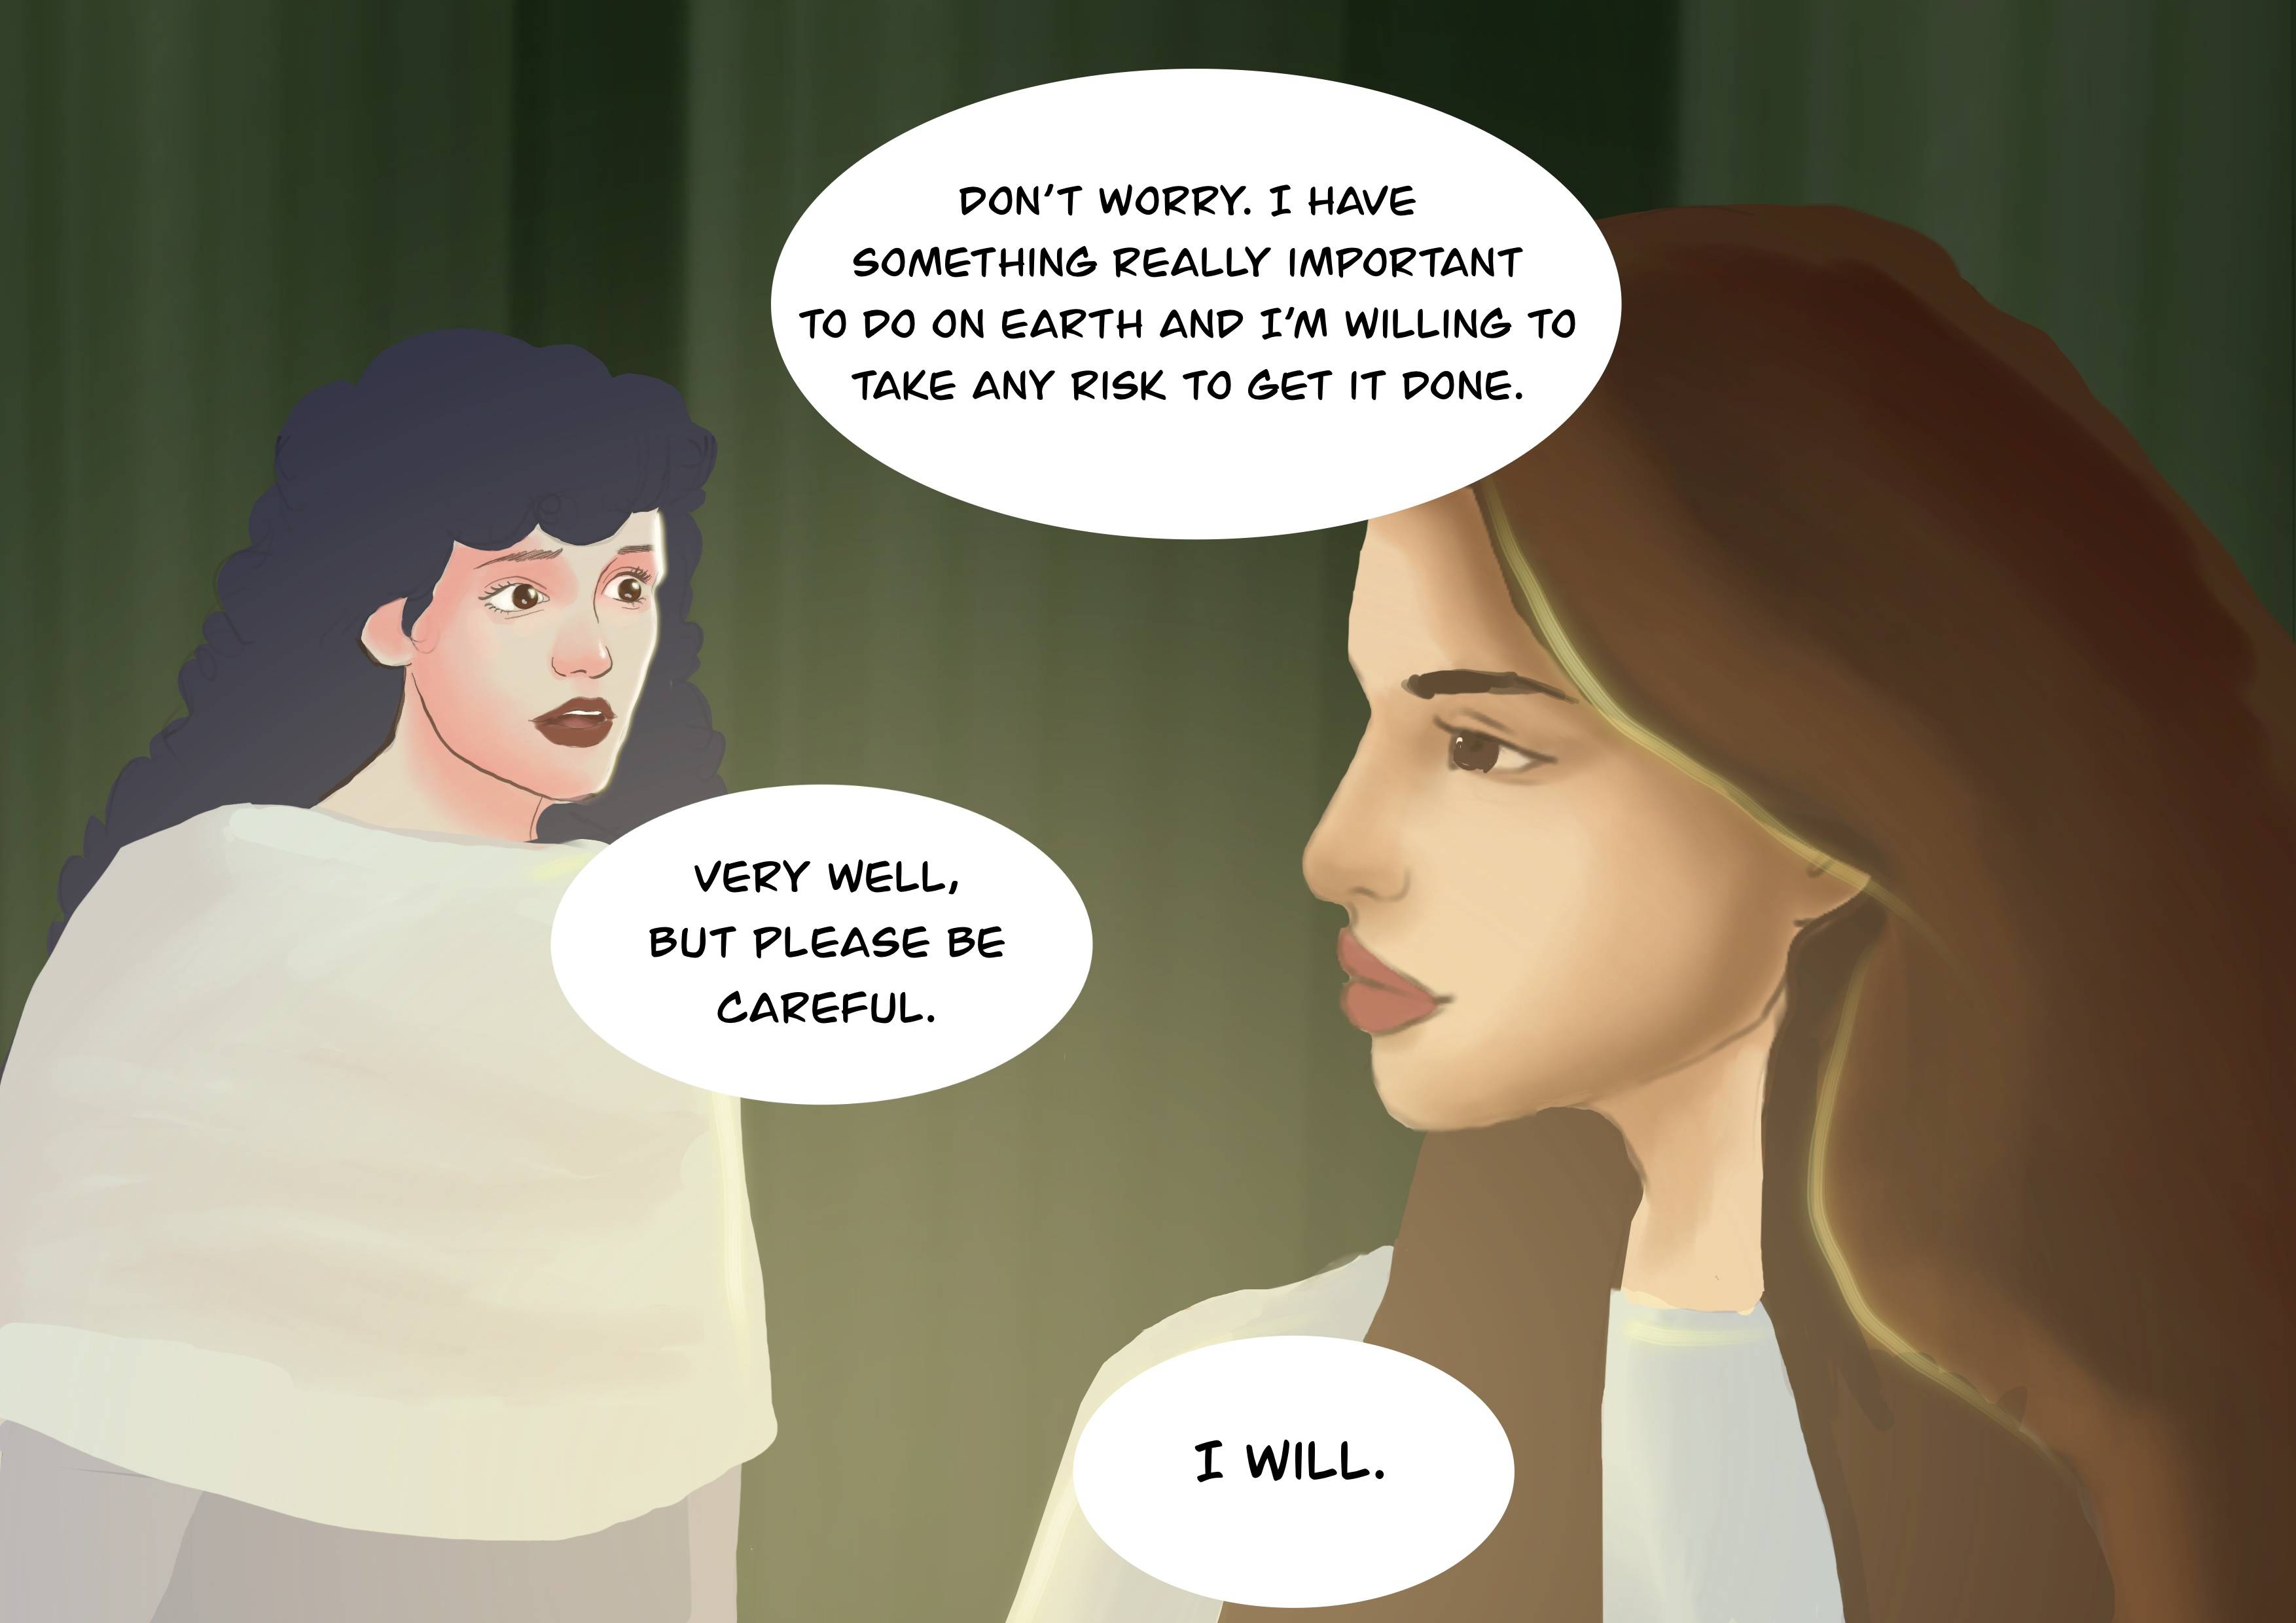 DON'T WORRY. I HAVE
SOMETHING REALLY IMPORTANT
TO DO ON EARTH AND I'M WILLING TO
TAKE ANY RISK TO GET IT DONE.
VERY WELL,
BUT PLEASE BE
CAREFUL.
I WILL.